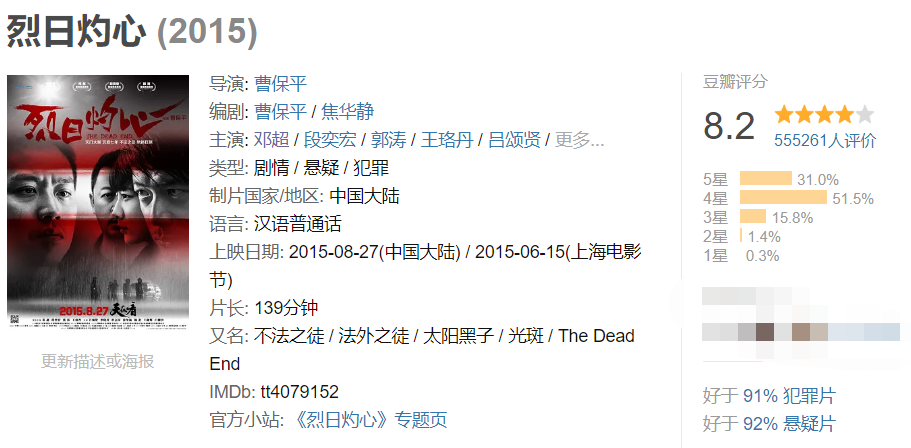 烈日灼心 (2015)
烈日灼心
THE DEAD END
2015.8.27 天在看
更新描述或海报
导演: 曹保平
编剧: 曹保平 / 焦华静
主演: 邓超 / 段奕宏 / 郭涛 / 王珞丹 / 吕颂贤 / 更多...
类型: 剧情 / 悬疑 / 犯罪
制片国家/地区: 中国大陆
语言: 汉语普通话
上映日期: 2015-08-27(中国大陆) / 2015-06-15(上海电影
节)
片长: 139分钟
又名: 不法之徒 / 法外之徒 / 太阳黑子 / 光斑 / The Dead
End
IMDb: tt4079152
官方小站: 《烈日灼心》专题页
豆瓣评分
8.2
555261人评价
5星 31.0%
4星 51.5%
3星 15.8%
2星 1.4%
1星 0.3%
好于 91% 犯罪片
好于 92% 悬疑片